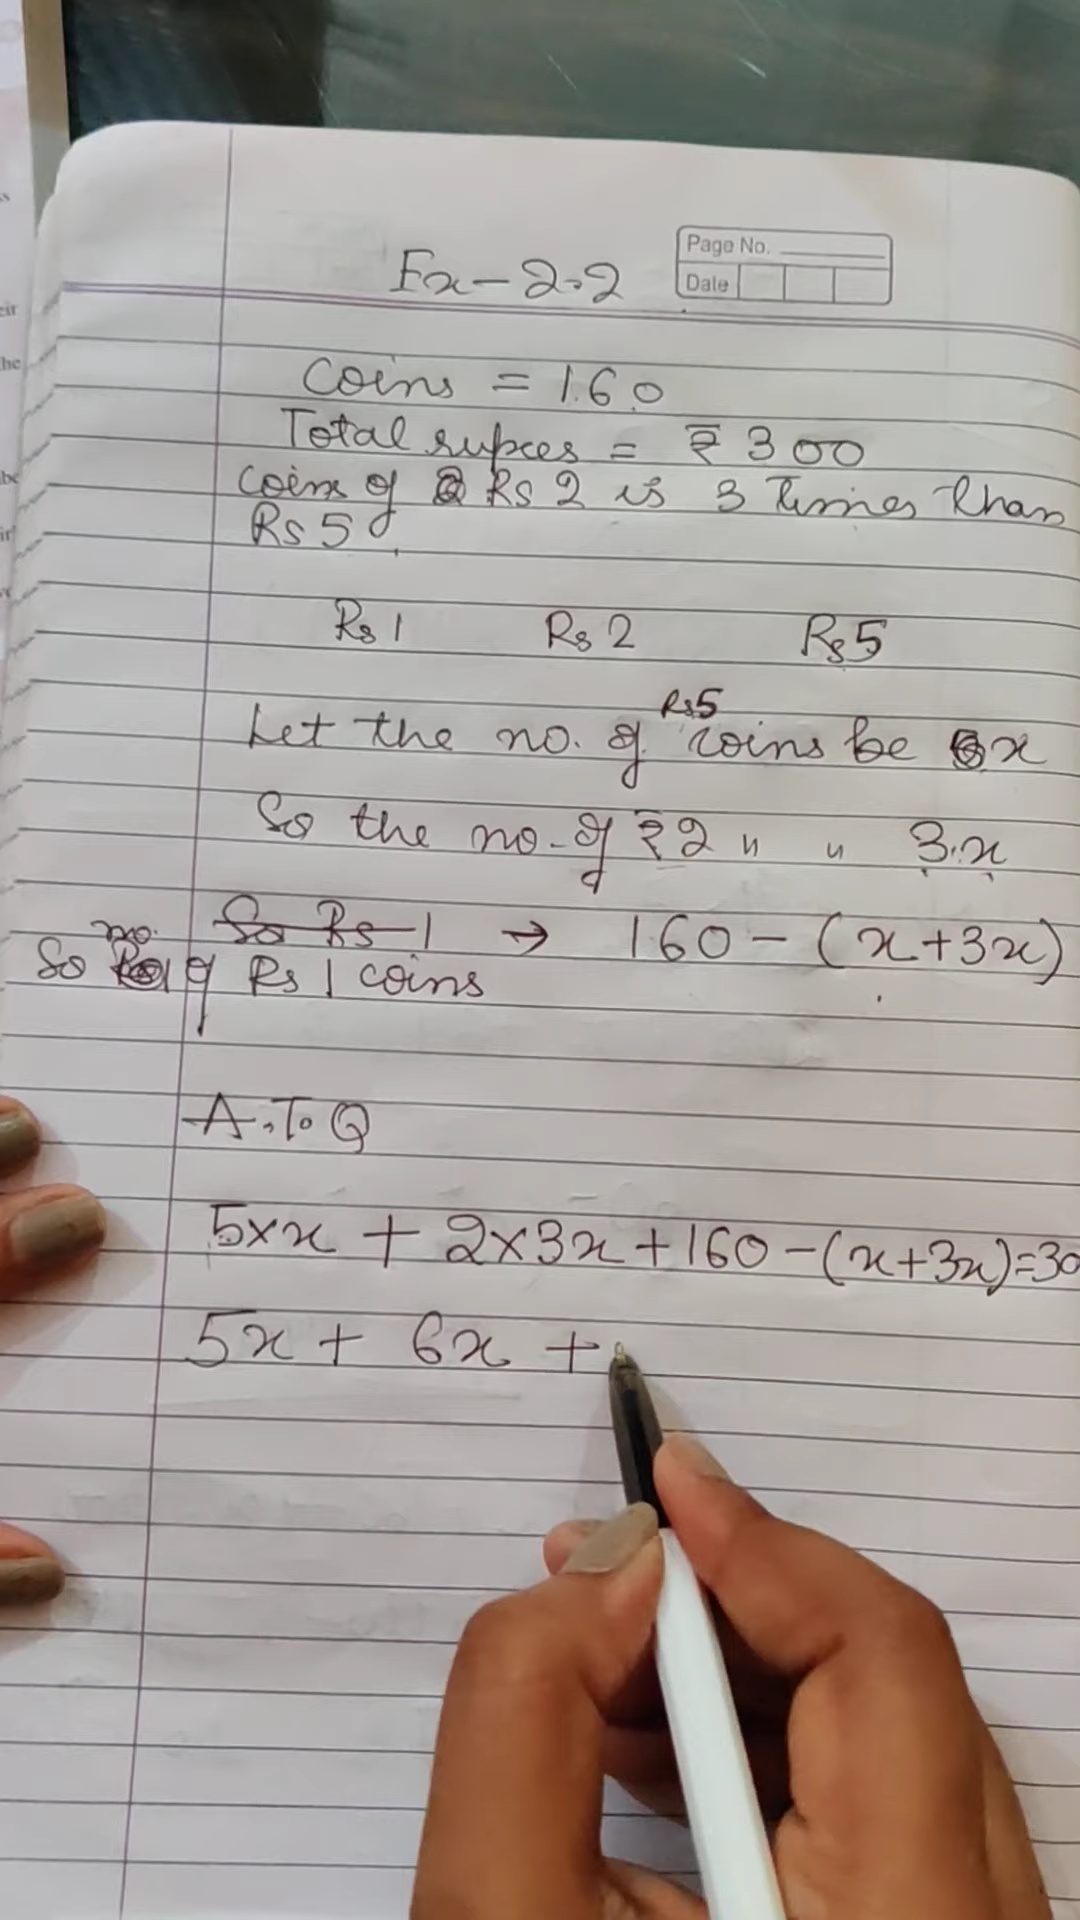 Page No.
Ex-2.2
Date
Coins = 160
Total rupees = ₹ 300
coins of Rs 2 is 3 Times than
Rs 5
Rs 1 Rs 2 Rs 5
Rs5
Let the no. of coins be x
So the no. of ₹2 " " 3x
So Rs 1 → 160 - (x+3x)
no.
So of Rs 1 coins
A.To Q
5×x + 2×3x+160-(x+3x)=30
5x + 6x +